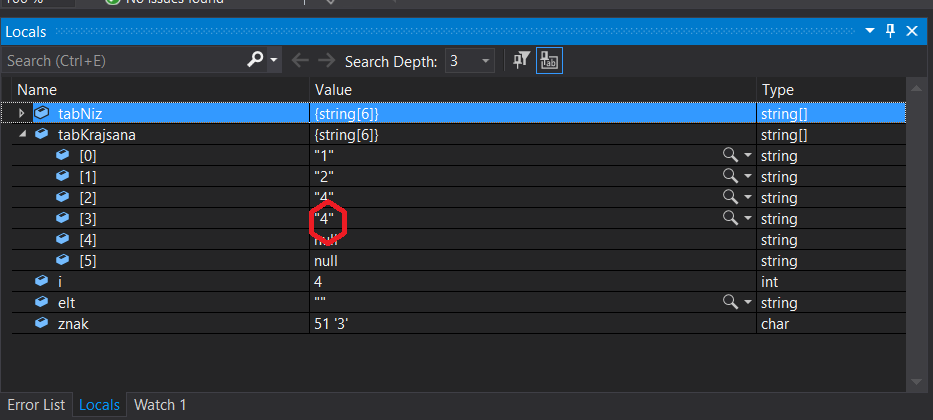 100 %
No issues found
Locals
Search (Ctrl+E)
Search Depth: 3
Name Value Type
tabNiz {string[6]} string[]
tabKrajsana {string[6]} string[]
[0] "1" string
[1] "2" string
[2] "4" string
[3] "4" string
[4] null string
[5] null string
i 4 int
elt "" string
znak 51 '3' char
Error List Locals Watch 1